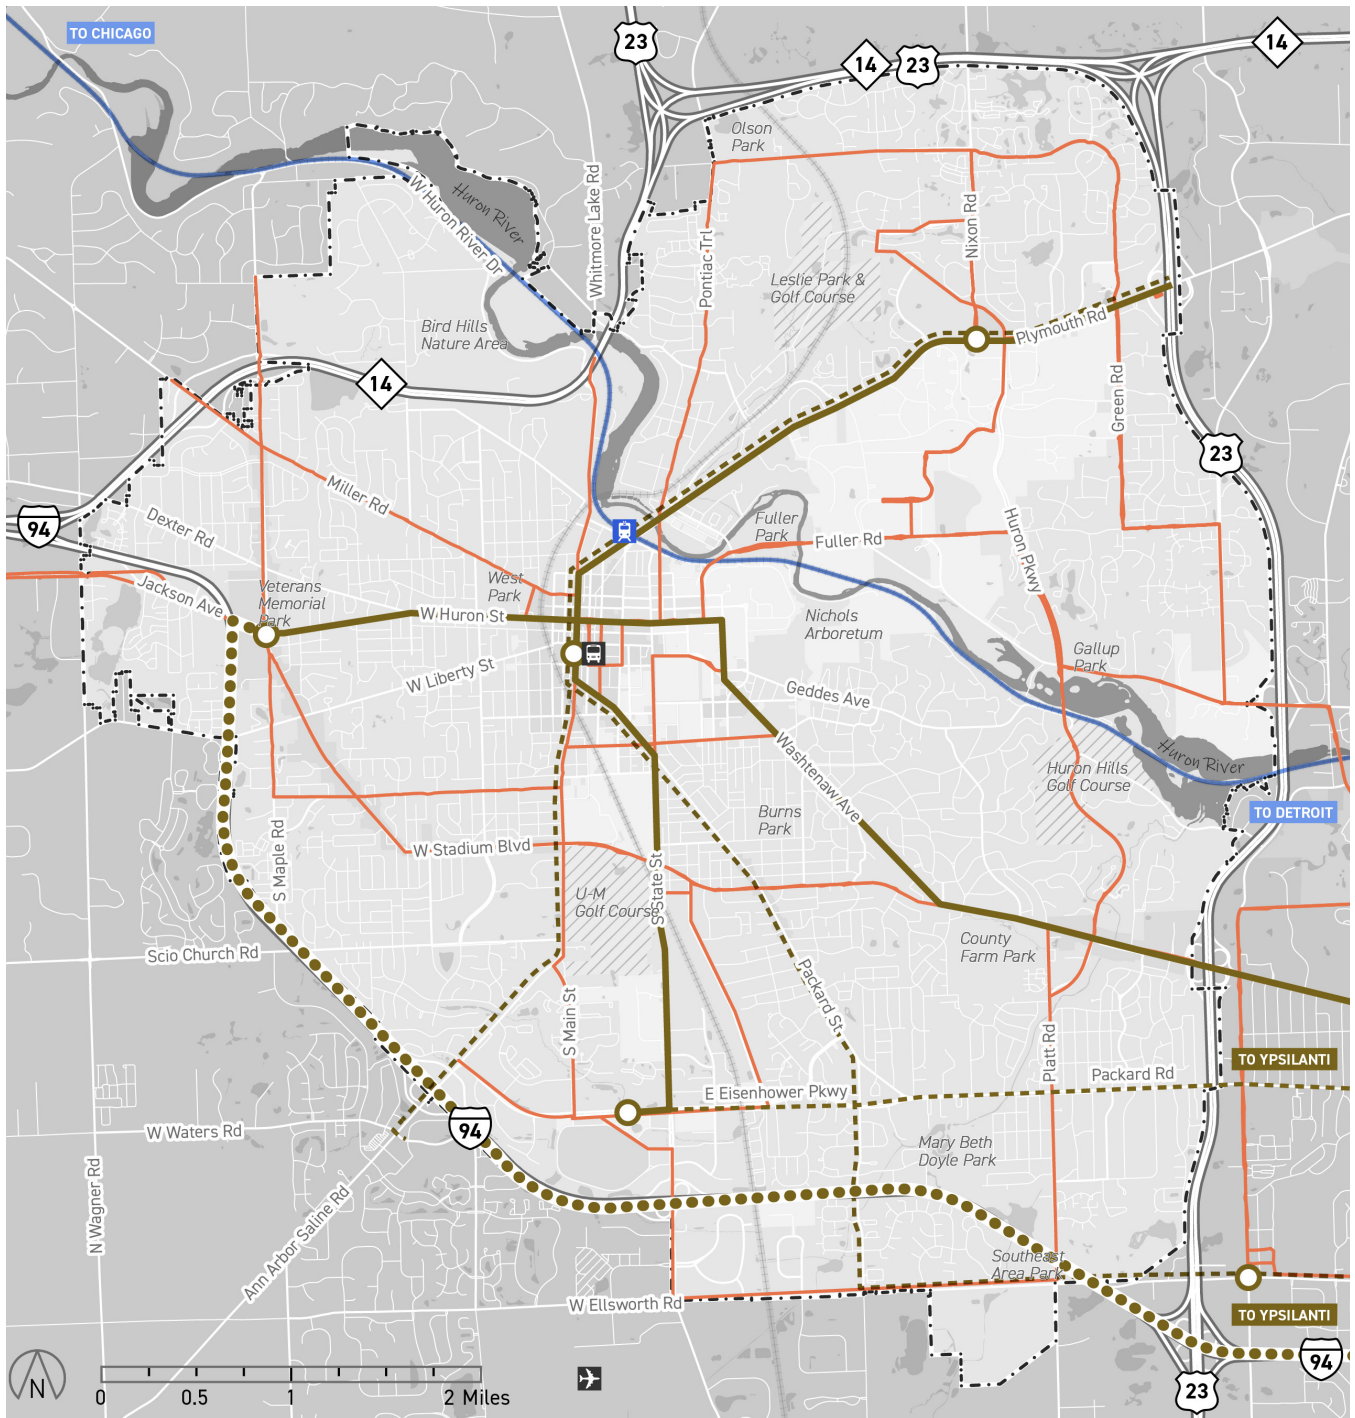 TO CHICAGO
23
14
23
14
Olson
Park
Huron River
W Huron River Dr
Whitmore Lake Rd
Pontiac Trl
Nixon Rd
Leslie Park &
Golf Course
Bird Hills
Nature Area
Plymouth Rd
14
Green Rd
23
Miller Rd
94
Dexter Rd
Fuller
Park
Fuller Rd
Huron Pkwy
Jackson Ave
Veterans
Memorial
Park
West
Park
W Huron St
Nichols
Arboretum
Gallup
Park
W Liberty St
Geddes Ave
Washtenaw Ave
Huron River
Huron Hills
Golf Course
TO DETROIT
Burns
Park
S Maple Rd
W Stadium Blvd
S State St
U-M
Golf Course
County
Farm Park
Scio Church Rd
Packard St
S Main St
Platt Rd
TO YPSILANTI
Packard Rd
E Eisenhower Pkwy
W Waters Rd
94
Mary Beth
Doyle Park
N Wagner Rd
Ann Arbor Saline Rd
Southeast
Area Park
W Ellsworth Rd
TO YPSILANTI
94
N
0 0.5 1 2 Miles
23